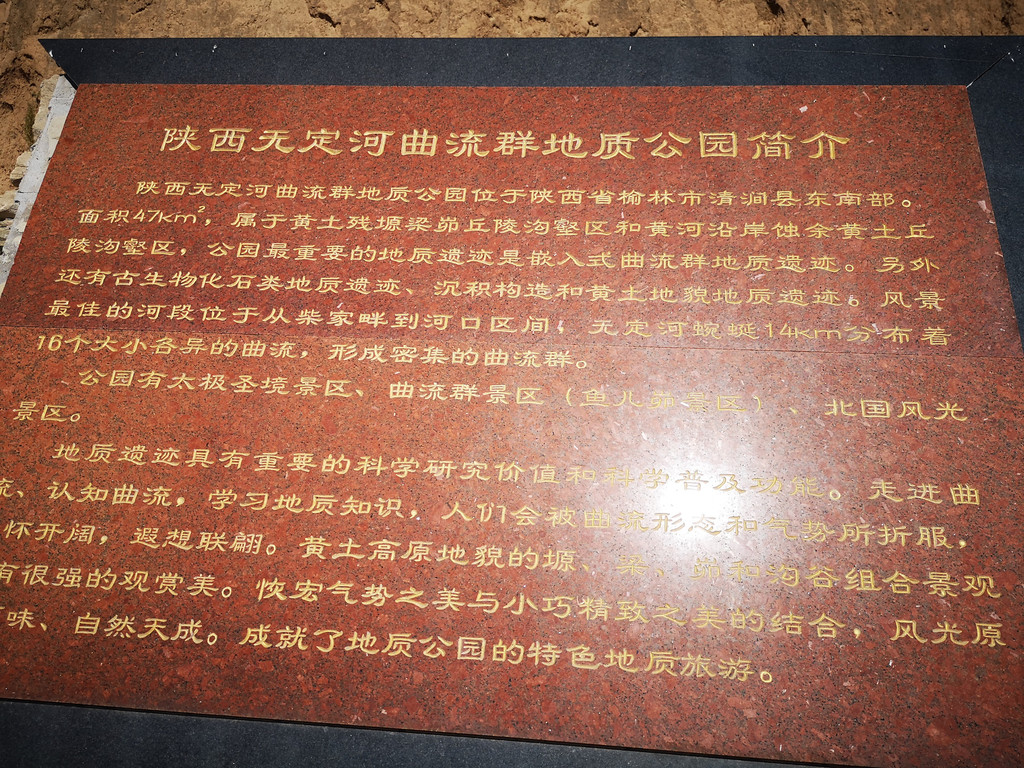 陕西无定河曲流群地质公园简介
陕西无定河曲流群地质公园位于陕西省榆林市清涧县东南部。
面积47km²，属于黄土残塬梁峁丘陵沟壑区和黄河沿岸蚀余黄土丘
陵沟壑区，公园最重要的地质遗迹是嵌入式曲流群地质遗迹。另外
还有古生物化石类地质遗迹、沉积构造和黄土地貌地质遗迹。风景
最佳的河段位于从柴家畔到河口区间，无定河蜿蜒14km分布着
16个大小各异的曲流，形成密集的曲流群。
公园有太极圣境景区、曲流群景区（鱼儿峁景区）、北国风光
景区。
地质遗迹具有重要的科学研究价值和科学普及功能。走进曲
流、认知曲流，学习地质知识，人们会被曲流形态和气势所折服，
怀开阔，遐想联翩。黄土高原地貌的塬、梁、峁和沟谷组合景观
有很强的观赏美。恢宏气势之美与小巧精致之美的结合，风光原
味、自然天成。成就了地质公园的特色地质旅游。